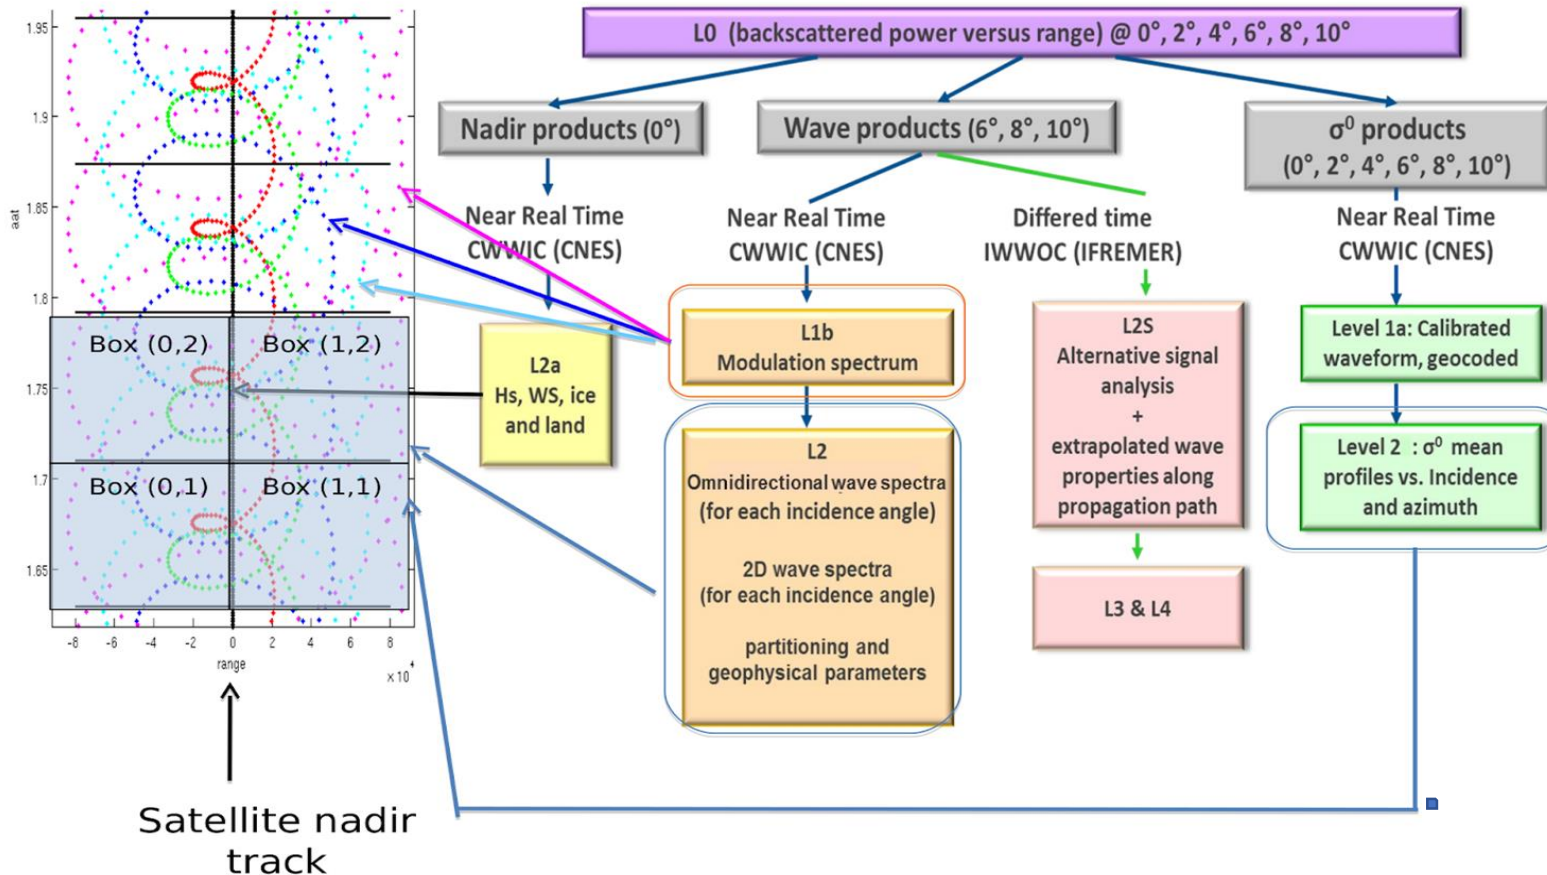 L0 (backscattered power versus range) @ 0°, 2°, 4°, 6°, 8°, 10°
Nadir products (0°)
Wave products (6°, 8°, 10°)
σ⁰ products
(0°, 2°, 4°, 6°, 8°, 10°)
Near Real Time
CWWIC (CNES)
Near Real Time
CWWIC (CNES)
Differed time
IWWOC (IFREMER)
Near Real Time
CWWIC (CNES)
L2a
Hs, WS, ice
and land
L1b
Modulation spectrum
L2
Omnidirectional wave spectra
(for each incidence angle)
2D wave spectra
(for each incidence angle)
partitioning and
geophysical parameters
L2S
Alternative signal
analysis
+
extrapolated wave
properties along
propagation path
L3 & L4
Level 1a: Calibrated
waveform, geocoded
Level 2 : σ⁰ mean
profiles vs. Incidence
and azimuth
1.95
1.9
1.85
1.8
1.75
1.7
1.65
aat
Box (0,2) Box (1,2)
Box (0,1) Box (1,1)
-8 -6 -4 -2 0 2 4 6 8
range
x 10⁴
Satellite nadir
track